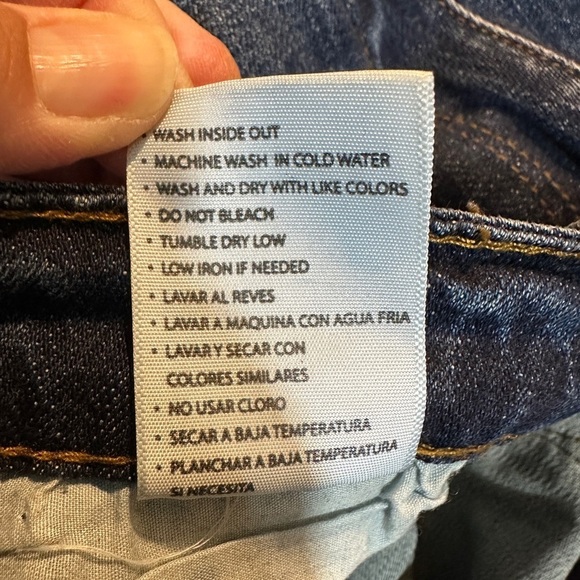 • WASH INSIDE OUT
• MACHINE WASH IN COLD WATER
• WASH AND DRY WITH LIKE COLORS
• DO NOT BLEACH
• TUMBLE DRY LOW
• LOW IRON IF NEEDED
• LAVAR AL REVES
• LAVAR A MAQUINA CON AGUA FRIA
• LAVAR Y SECAR CON
COLORES SIMILARES
• NO USAR CLORO
• SECAR A BAJA TEMPERATURA
• PLANCHAR A BAJA TEMPERATURA
SI NECESITA